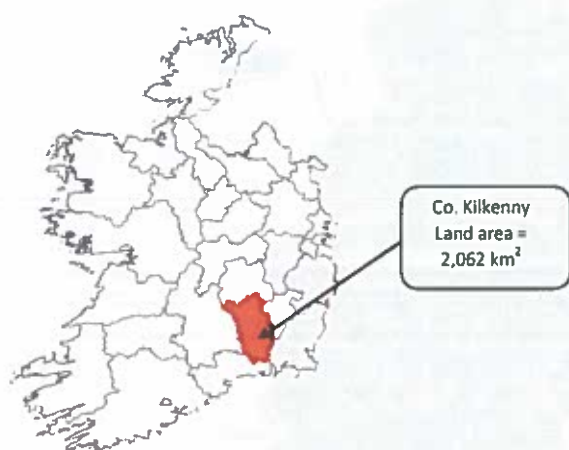 Co. Kilkenny
Land area =
2,062 km²